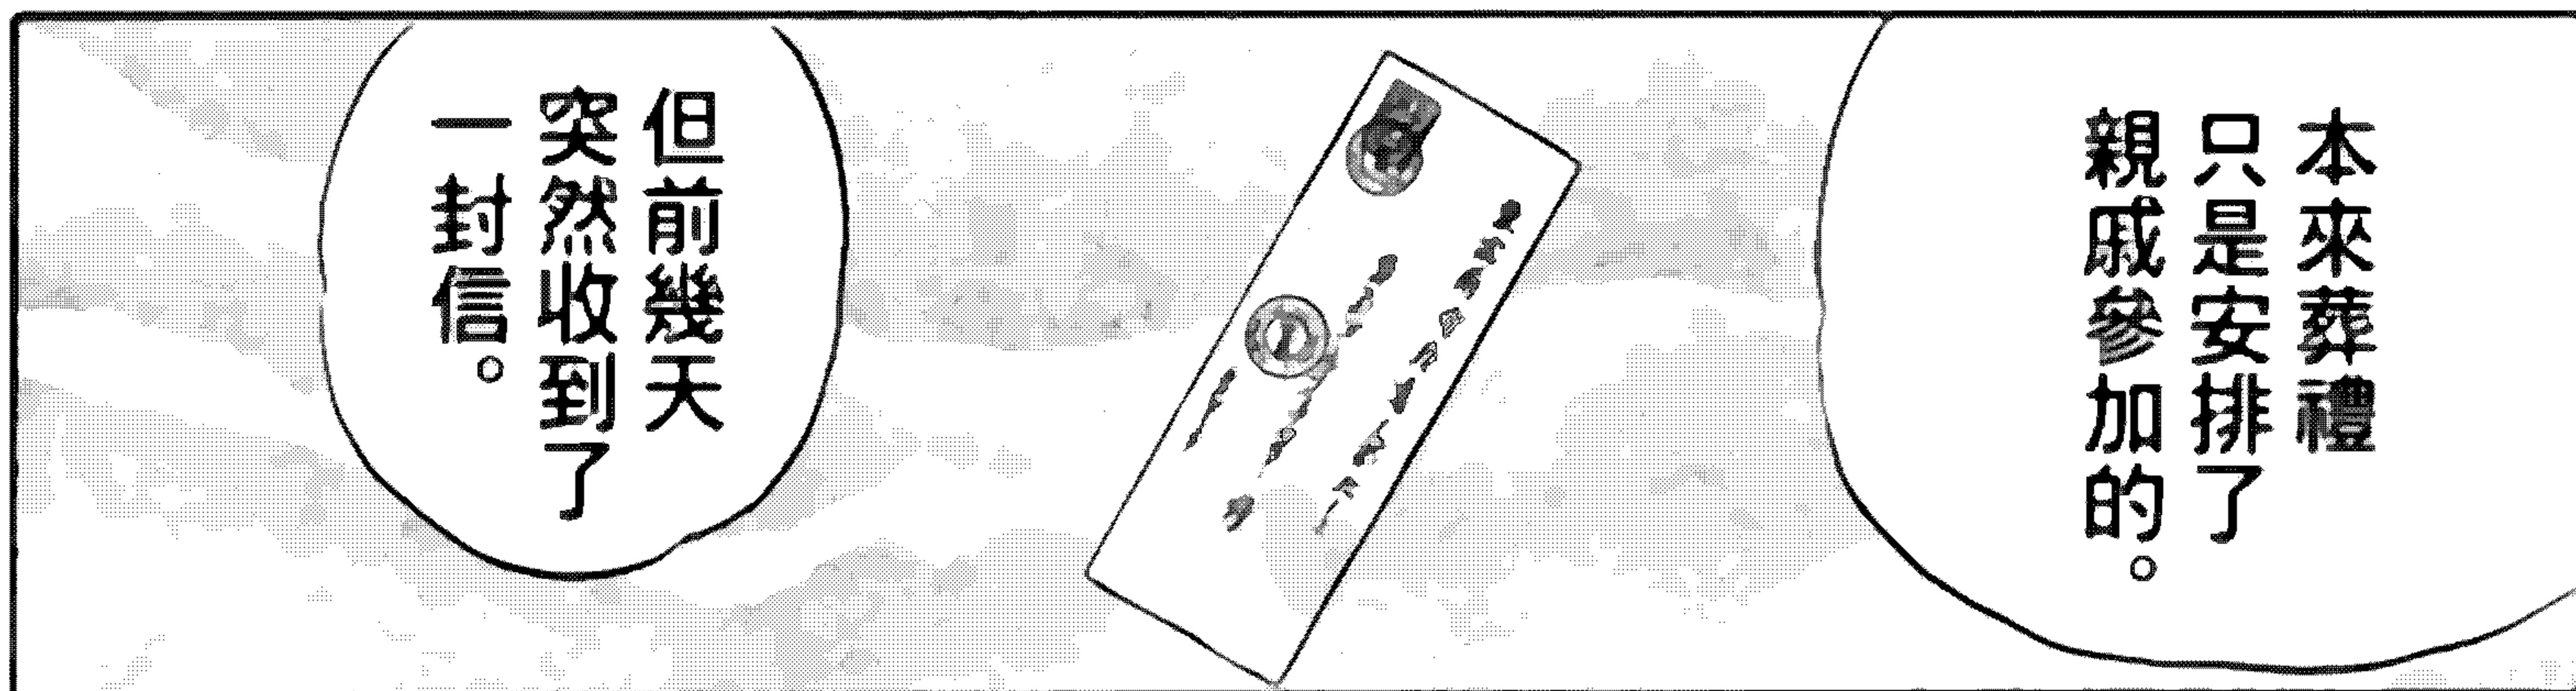 本來葬禮
只是安排了
親戚參加的。
但前幾天
突然收到了
一封信。